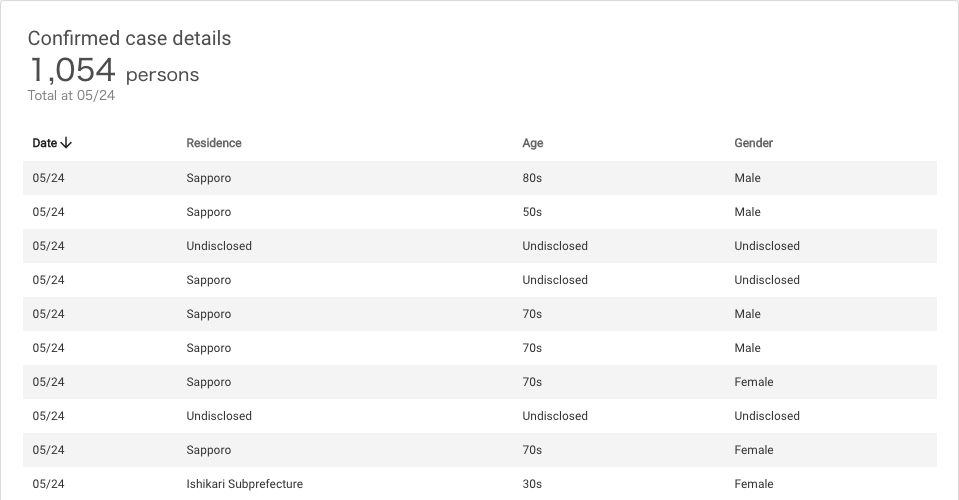 Confirmed case details
1,054 persons
Total at 05/24
Date↓ Residence Age Gender
05/24 Sapporo 80s Male
05/24 Sapporo 50s Male
05/24 Undisclosed Undisclosed Undisclosed
05/24 Sapporo Undisclosed Undisclosed
05/24 Sapporo 70s Male
05/24 Sapporo 70s Male
05/24 Sapporo 70s Female
05/24 Undisclosed Undisclosed Undisclosed
05/24 Sapporo 70s Female
05/24 Ishikari Subprefecture 30s Female